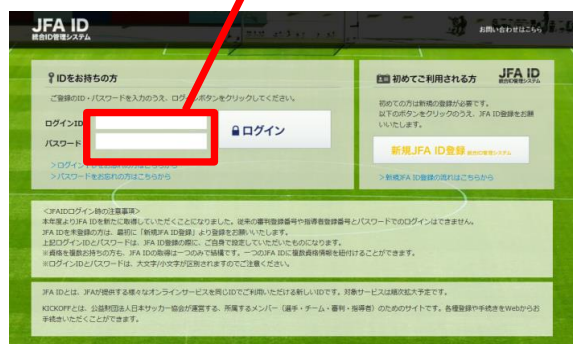 JFA ID
統合ID管理システム
お問い合わせはこちら
IDをお持ちの方
ご登録のID・パスワードを入力のうえ、ログインボタンをクリックしてください。
ログインID
パスワード
ログイン
>ログインIDをお忘れの方はこちらから
>パスワードをお忘れの方はこちらから
初めてご利用される方
JFA ID
統合ID管理システム
初めての方は新規の登録が必要です。
以下のボタンをクリックのうえ、JFA ID登録をお願
いいたします。
新規JFA ID登録 統合ID管理システム
>新規JFA ID登録の流れはこちらから
<JFAIDログイン時の注意事項>
本年度よりJFA IDを新たに取得していただくことになりました。従来の審判登録番号や指導者登録番号とパスワードでのログインはできません。
JFA IDを未登録の方は、最初に「新規JFA ID登録」より登録をお願いいたします。
上記ログインIDとパスワードは、JFA ID登録の際に、ご自身で設定していただいたものになります。
※資格を複数お持ちの方も、JFA IDの取得は一つのみで結構です。一つのJFA IDに複数資格情報を紐付けることができます。
※ログインIDとパスワードは、大文字/小文字が区別されますのでご注意ください。
JFA IDとは、JFAが提供する様々なオンラインサービスを同じIDでご利用いただける新しいIDです。対象サービスは順次拡大予定です。
KICKOFFとは、公益財団法人日本サッカー協会が運営する、所属するメンバー（選手・チーム・審判・指導者）のためのサイトです。各種登録や手続きをWebからお
手続きいただくことができます。